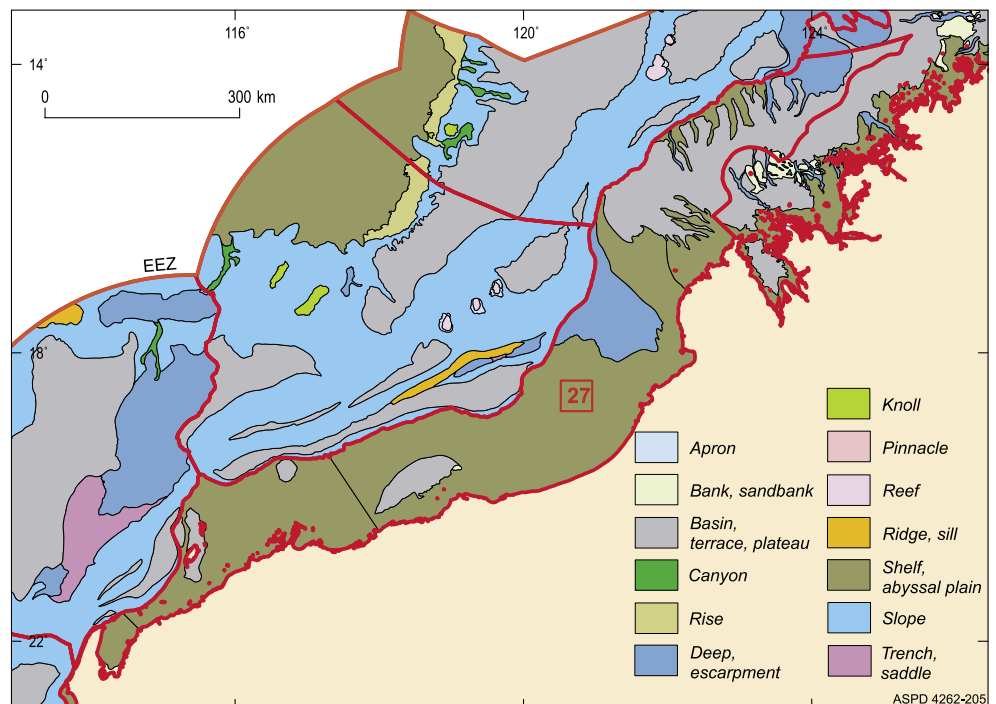 116˚
120˚
124˚
14˚
0
300 km
EEZ
18˚
27
Knoll
Apron
Pinnacle
Bank, sandbank
Reef
Basin,
terrace, plateau
Ridge, sill
Canyon
Shelf,
abyssal plain
Rise
Slope
Deep,
escarpment
Trench,
saddle
22˚
ASPD 4262-205